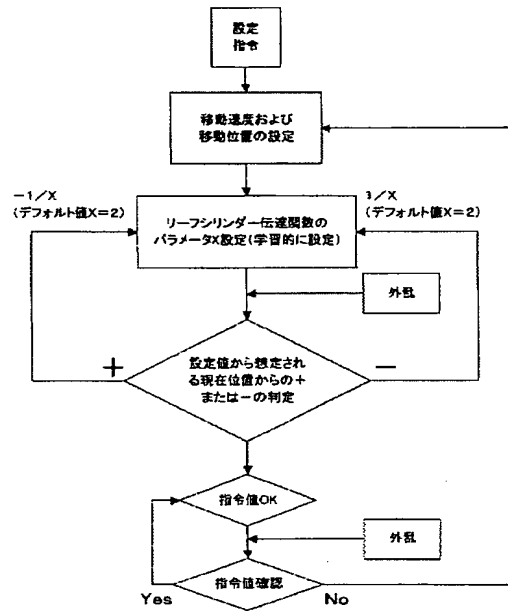 設定
指令
移動速度および
移動位置の設定
−1/X
(デフォルト値X=2)
1/X
(デフォルト値X=2)
リーフシリンダー伝達関数の
パラメータX設定(学習的に設定)
外乱
+
−
設定値から想定され
る現在位値からの+
または−の判定
指令値OK
外乱
指令値確認
Yes
No